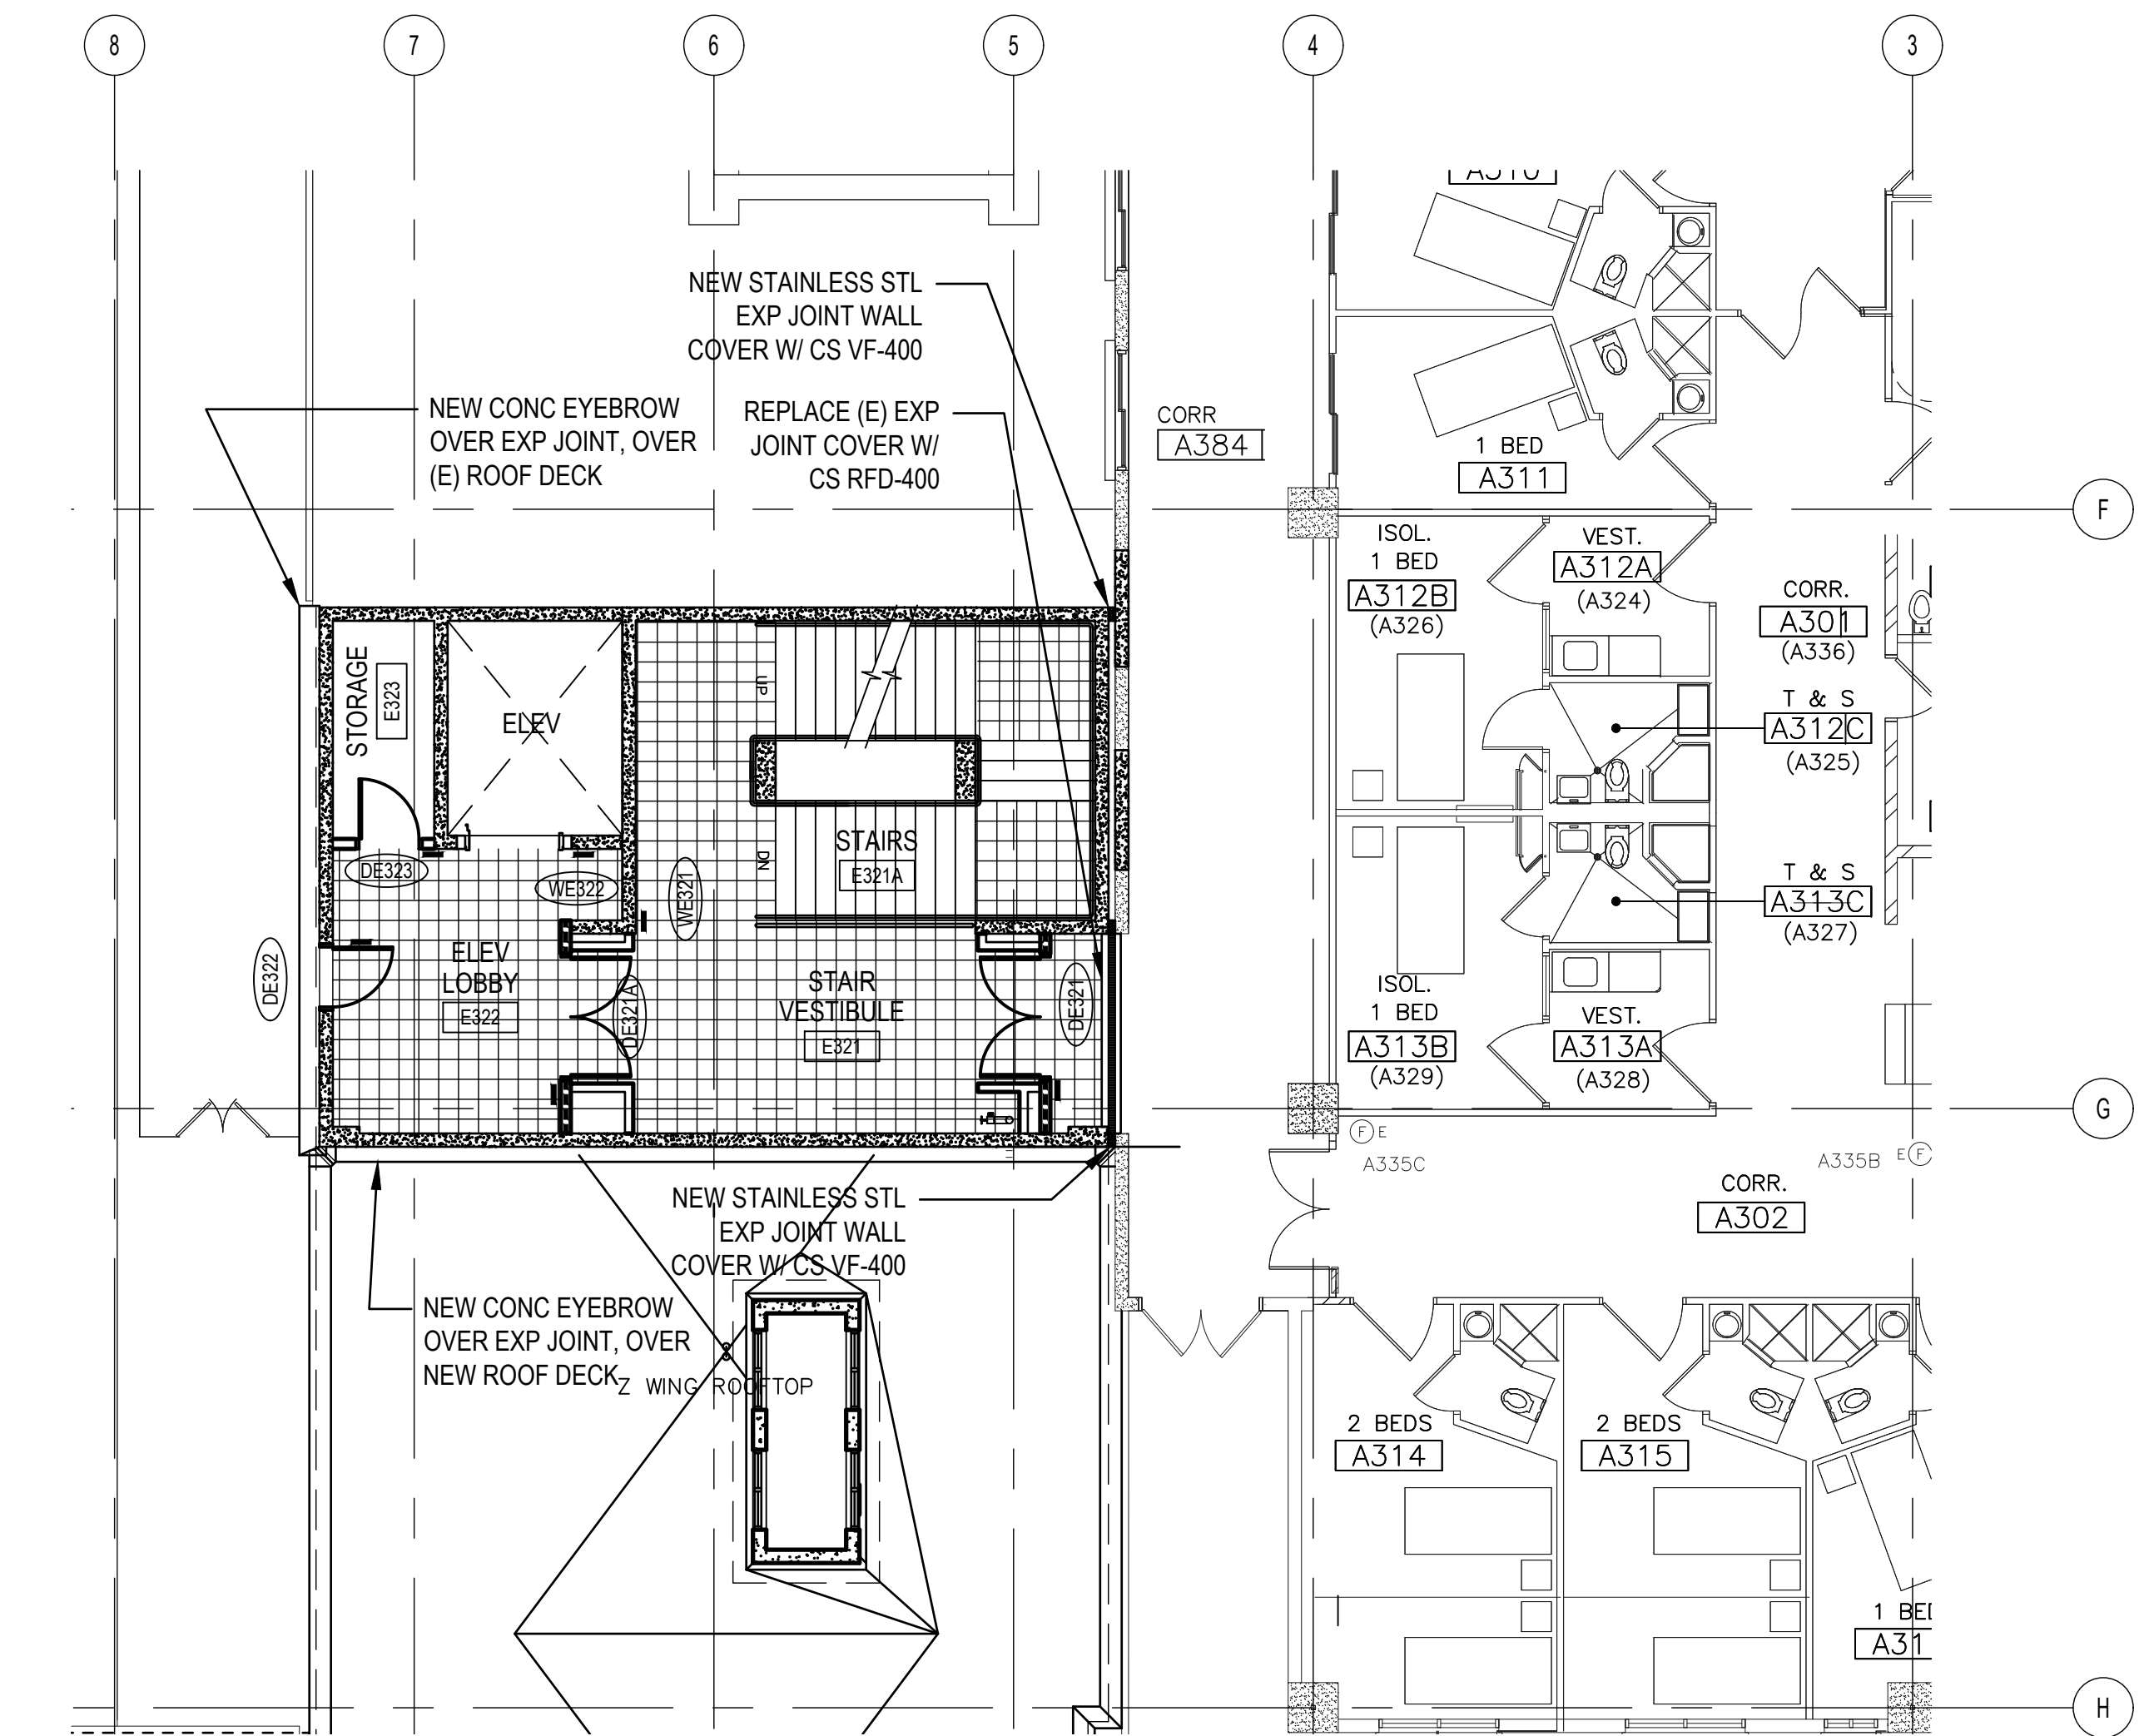 8
7
6
5
4
3
NEW STAINLESS STL
EXP JOINT WALL
COVER W/ CS VF-400
NEW CONC EYEBROW
OVER EXP JOINT, OVER
(E) ROOF DECK
REPLACE (E) EXP
JOINT COVER W/
CS RFD-400
CORR
A384
1 BED
A311
F
ISOL.
1 BED
A312B
(A326)
VEST.
A312A
(A324)
CORR.
A301
(A336)
T & S
A312C
(A325)
STORAGE
E323
ELEV
UP
DN
STAIRS
E321A
DE323
WE322
WE321
T & S
A313C
(A327)
DE322
ELEV
LOBBY
E322
DE321A
STAIR
VESTIBULE
E321
DE321
ISOL.
1 BED
A313B
(A329)
VEST.
A313A
(A328)
G
F E
A335C
A335B
E F
CORR.
A302
NEW STAINLESS STL
EXP JOINT WALL
COVER W/ CS VF-400
NEW CONC EYEBROW
OVER EXP JOINT, OVER
NEW ROOF DECK
Z WING ROOFTOP
2 BEDS
A314
2 BEDS
A315
1 BE
A31
H